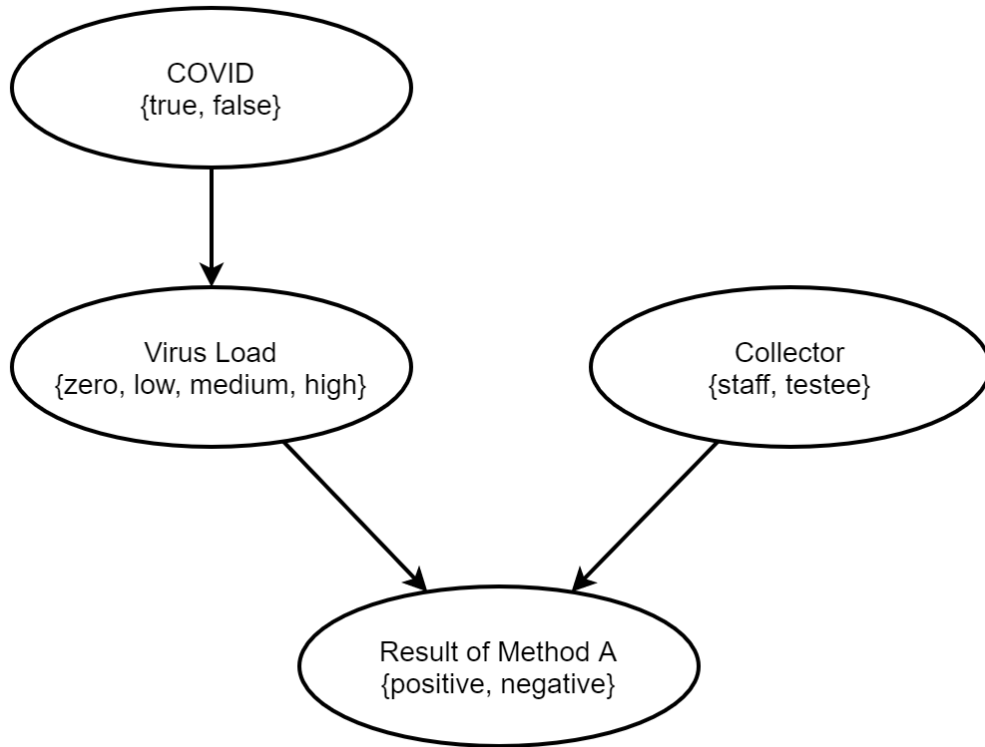 COVID
{true, false}
Virus Load
{zero, low, medium, high}
Collector
{staff, testee}
Result of Method A
{positive, negative}